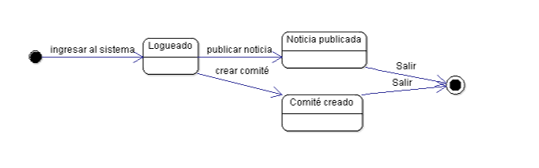 ingresar al sistema
Logueado
publicar noticia
Noticia publicada
crear comité
Comité creado
Salir
Salir